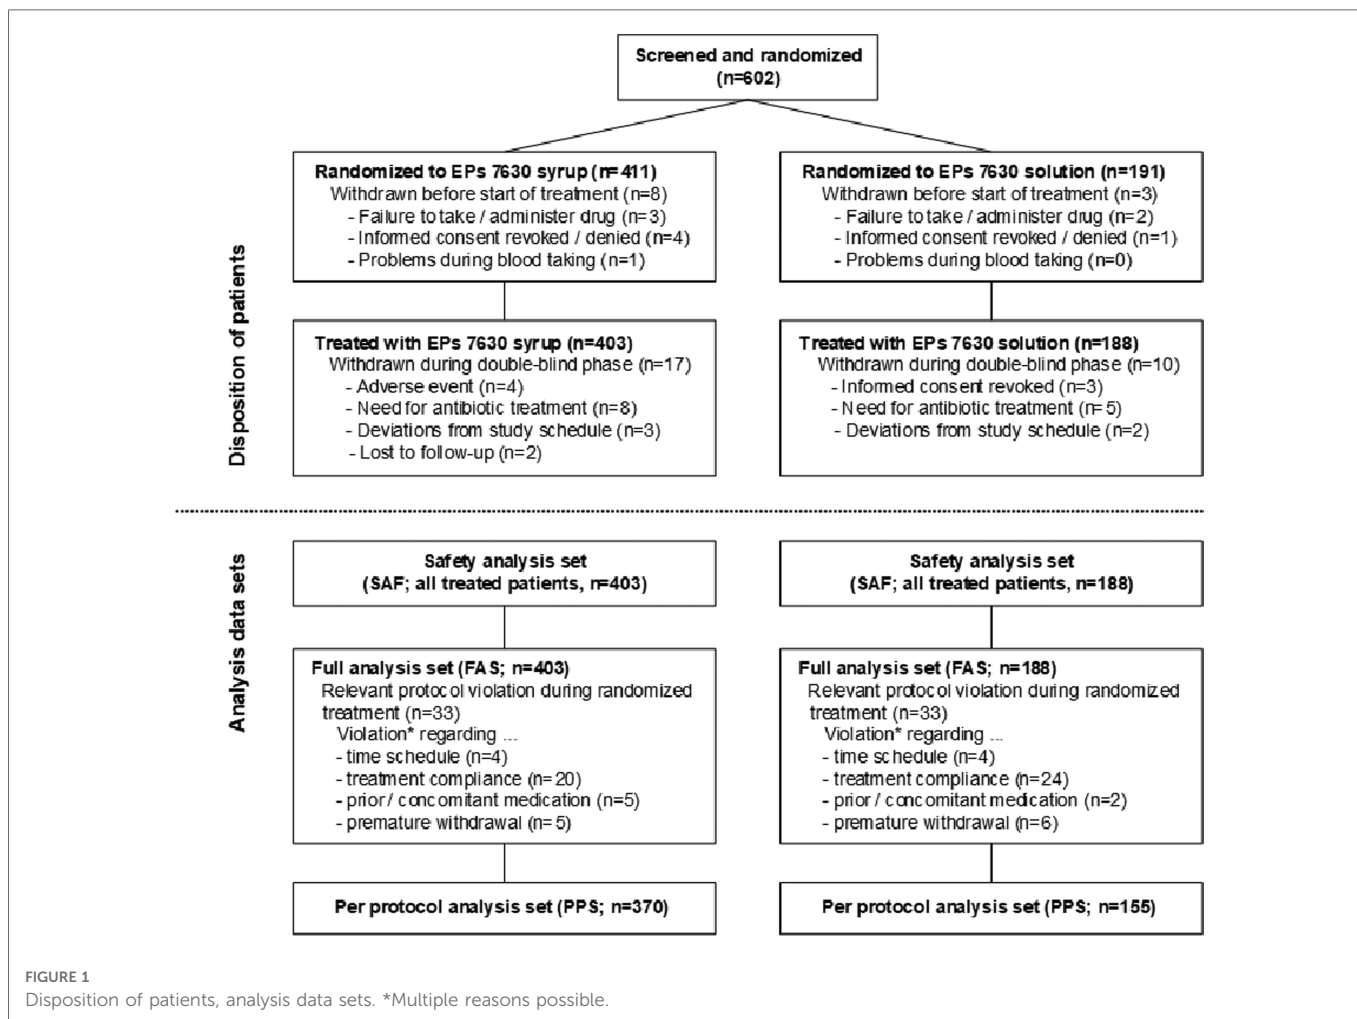 Screened and randomized
(n=602)
Disposition of patients
Randomized to EPs 7630 syrup (n=411)
Withdrawn before start of treatment (n=8)
- Failure to take / administer drug (n=3)
- Informed consent revoked / denied (n=4)
- Problems during blood taking (n=1)
Randomized to EPs 7630 solution (n=191)
Withdrawn before start of treatment (n=3)
- Failure to take / administer drug (n=2)
- Informed consent revoked / denied (n=1)
- Problems during blood taking (n=0)
Treated with EPs 7630 syrup (n=403)
Withdrawn during double-blind phase (n=17)
- Adverse event (n=4)
- Need for antibiotic treatment (n=8)
- Deviations from study schedule (n=3)
- Lost to follow-up (n=2)
Treated with EPs 7630 solution (n=188)
Withdrawn during double-blind phase (n=10)
- Informed consent revoked (n=3)
- Need for antibiotic treatment (n=5)
- Deviations from study schedule (n=2)
Analysis data sets
Safety analysis set
(SAF; all treated patients, n=403)
Safety analysis set
(SAF; all treated patients, n=188)
Full analysis set (FAS; n=403)
Relevant protocol violation during randomized
treatment (n=33)
Violation* regarding ...
- time schedule (n=4)
- treatment compliance (n=20)
- prior / concomitant medication (n=5)
- premature withdrawal (n=5)
Full analysis set (FAS; n=188)
Relevant protocol violation during randomized
treatment (n=33)
Violation* regarding ...
- time schedule (n=4)
- treatment compliance (n=24)
- prior / concomitant medication (n=2)
- premature withdrawal (n=6)
Per protocol analysis set (PPS; n=370)
Per protocol analysis set (PPS; n=155)
FIGURE 1
Disposition of patients, analysis data sets. *Multiple reasons possible.